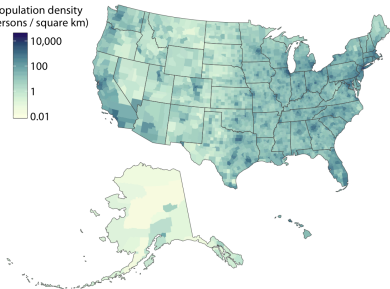 opulation density
ersons / square km)
10,000
100
1
0.01